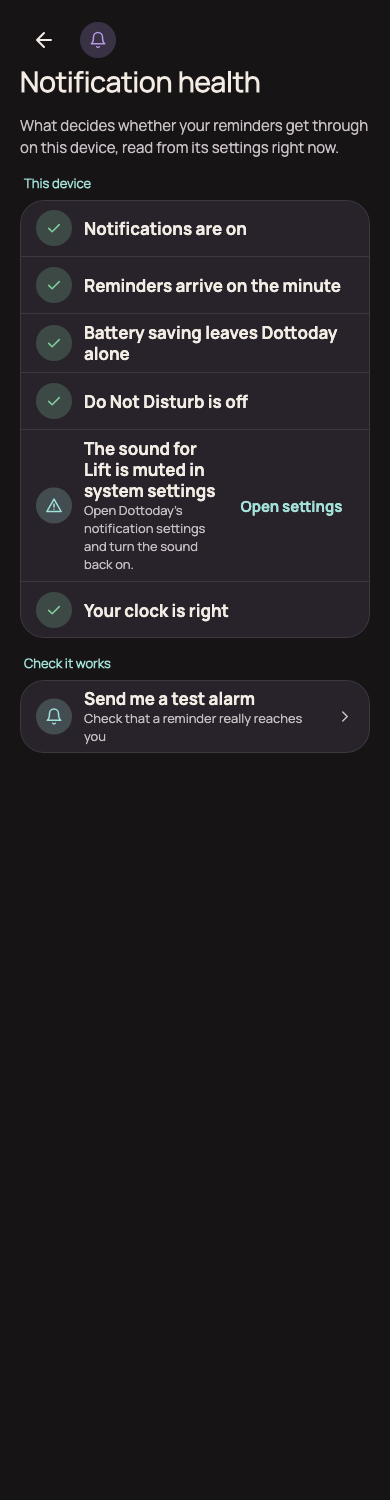 Notification health
What decides whether your reminders get through
on this device, read from its settings right now.
This device
Notifications are on
Reminders arrive on the minute
Battery saving leaves Dottoday
alone
Do Not Disturb is off
The sound for
Lift is muted in
system settings
Open Dottoday's
notification settings
and turn the sound
back on.
Open settings
Your clock is right
Check it works
Send me a test alarm
Check that a reminder really reaches
you